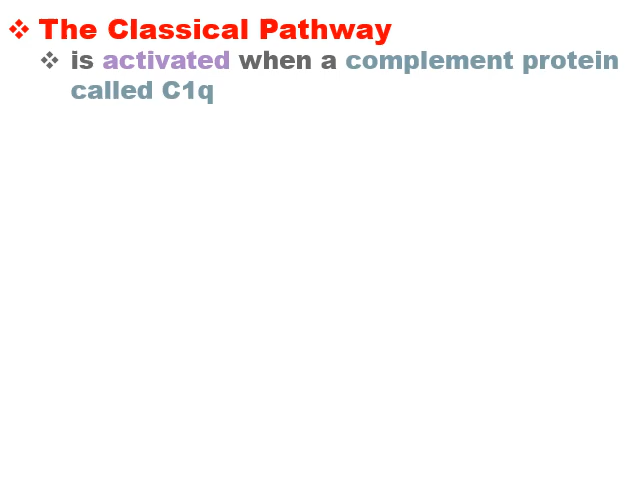 ❖ The Classical Pathway
❖ is activated when a complement protein
called C1q